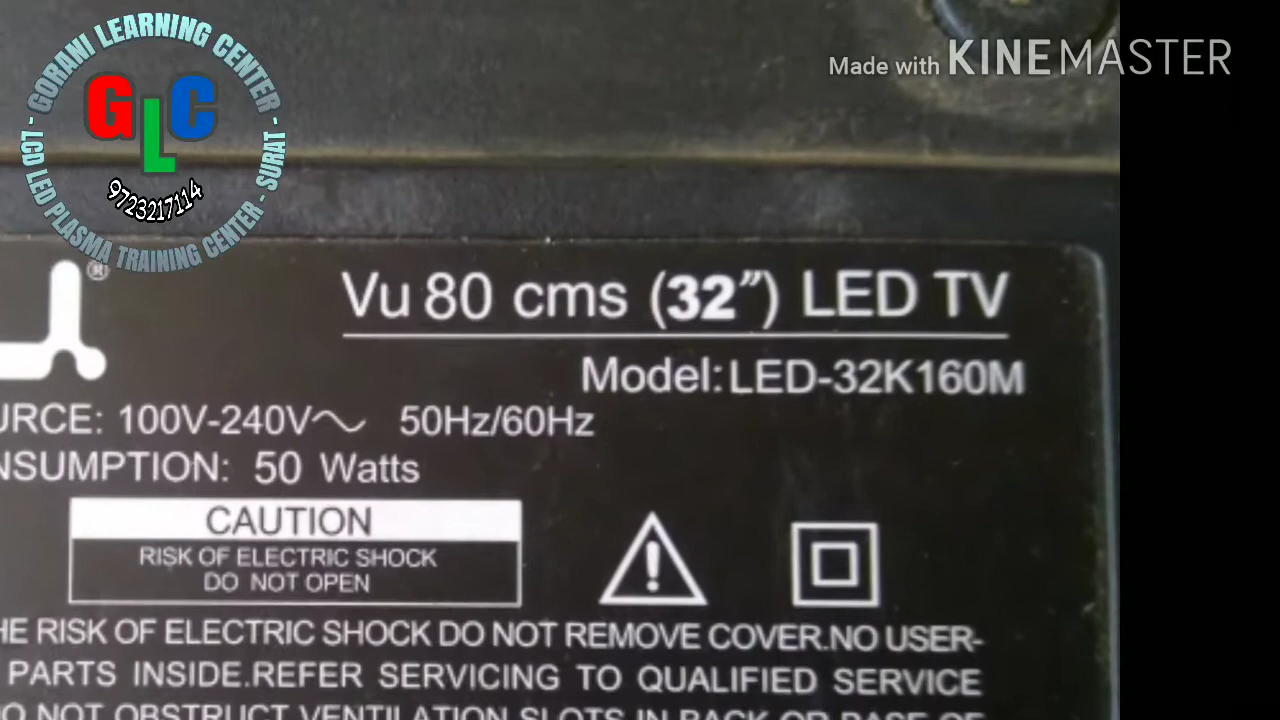 GORANI LEARNING CENTER
GLC
9723217114
- LCD LED PLASMA TRAINING CENTER - SURAT -
Made with KINEMASTER
®
Vu 80 cms (32") LED TV
Model: LED-32K160M
URCE: 100V-240V～ 50Hz/60Hz
NSUMPTION: 50 Watts
CAUTION
RISK OF ELECTRIC SHOCK
DO NOT OPEN
HE RISK OF ELECTRIC SHOCK DO NOT REMOVE COVER.NO USER-
PARTS INSIDE.REFER SERVICING TO QUALIFIED SERVICE
DO NOT OBSTRUCT VENTILATION SLOTS IN BACK OR BASE OF